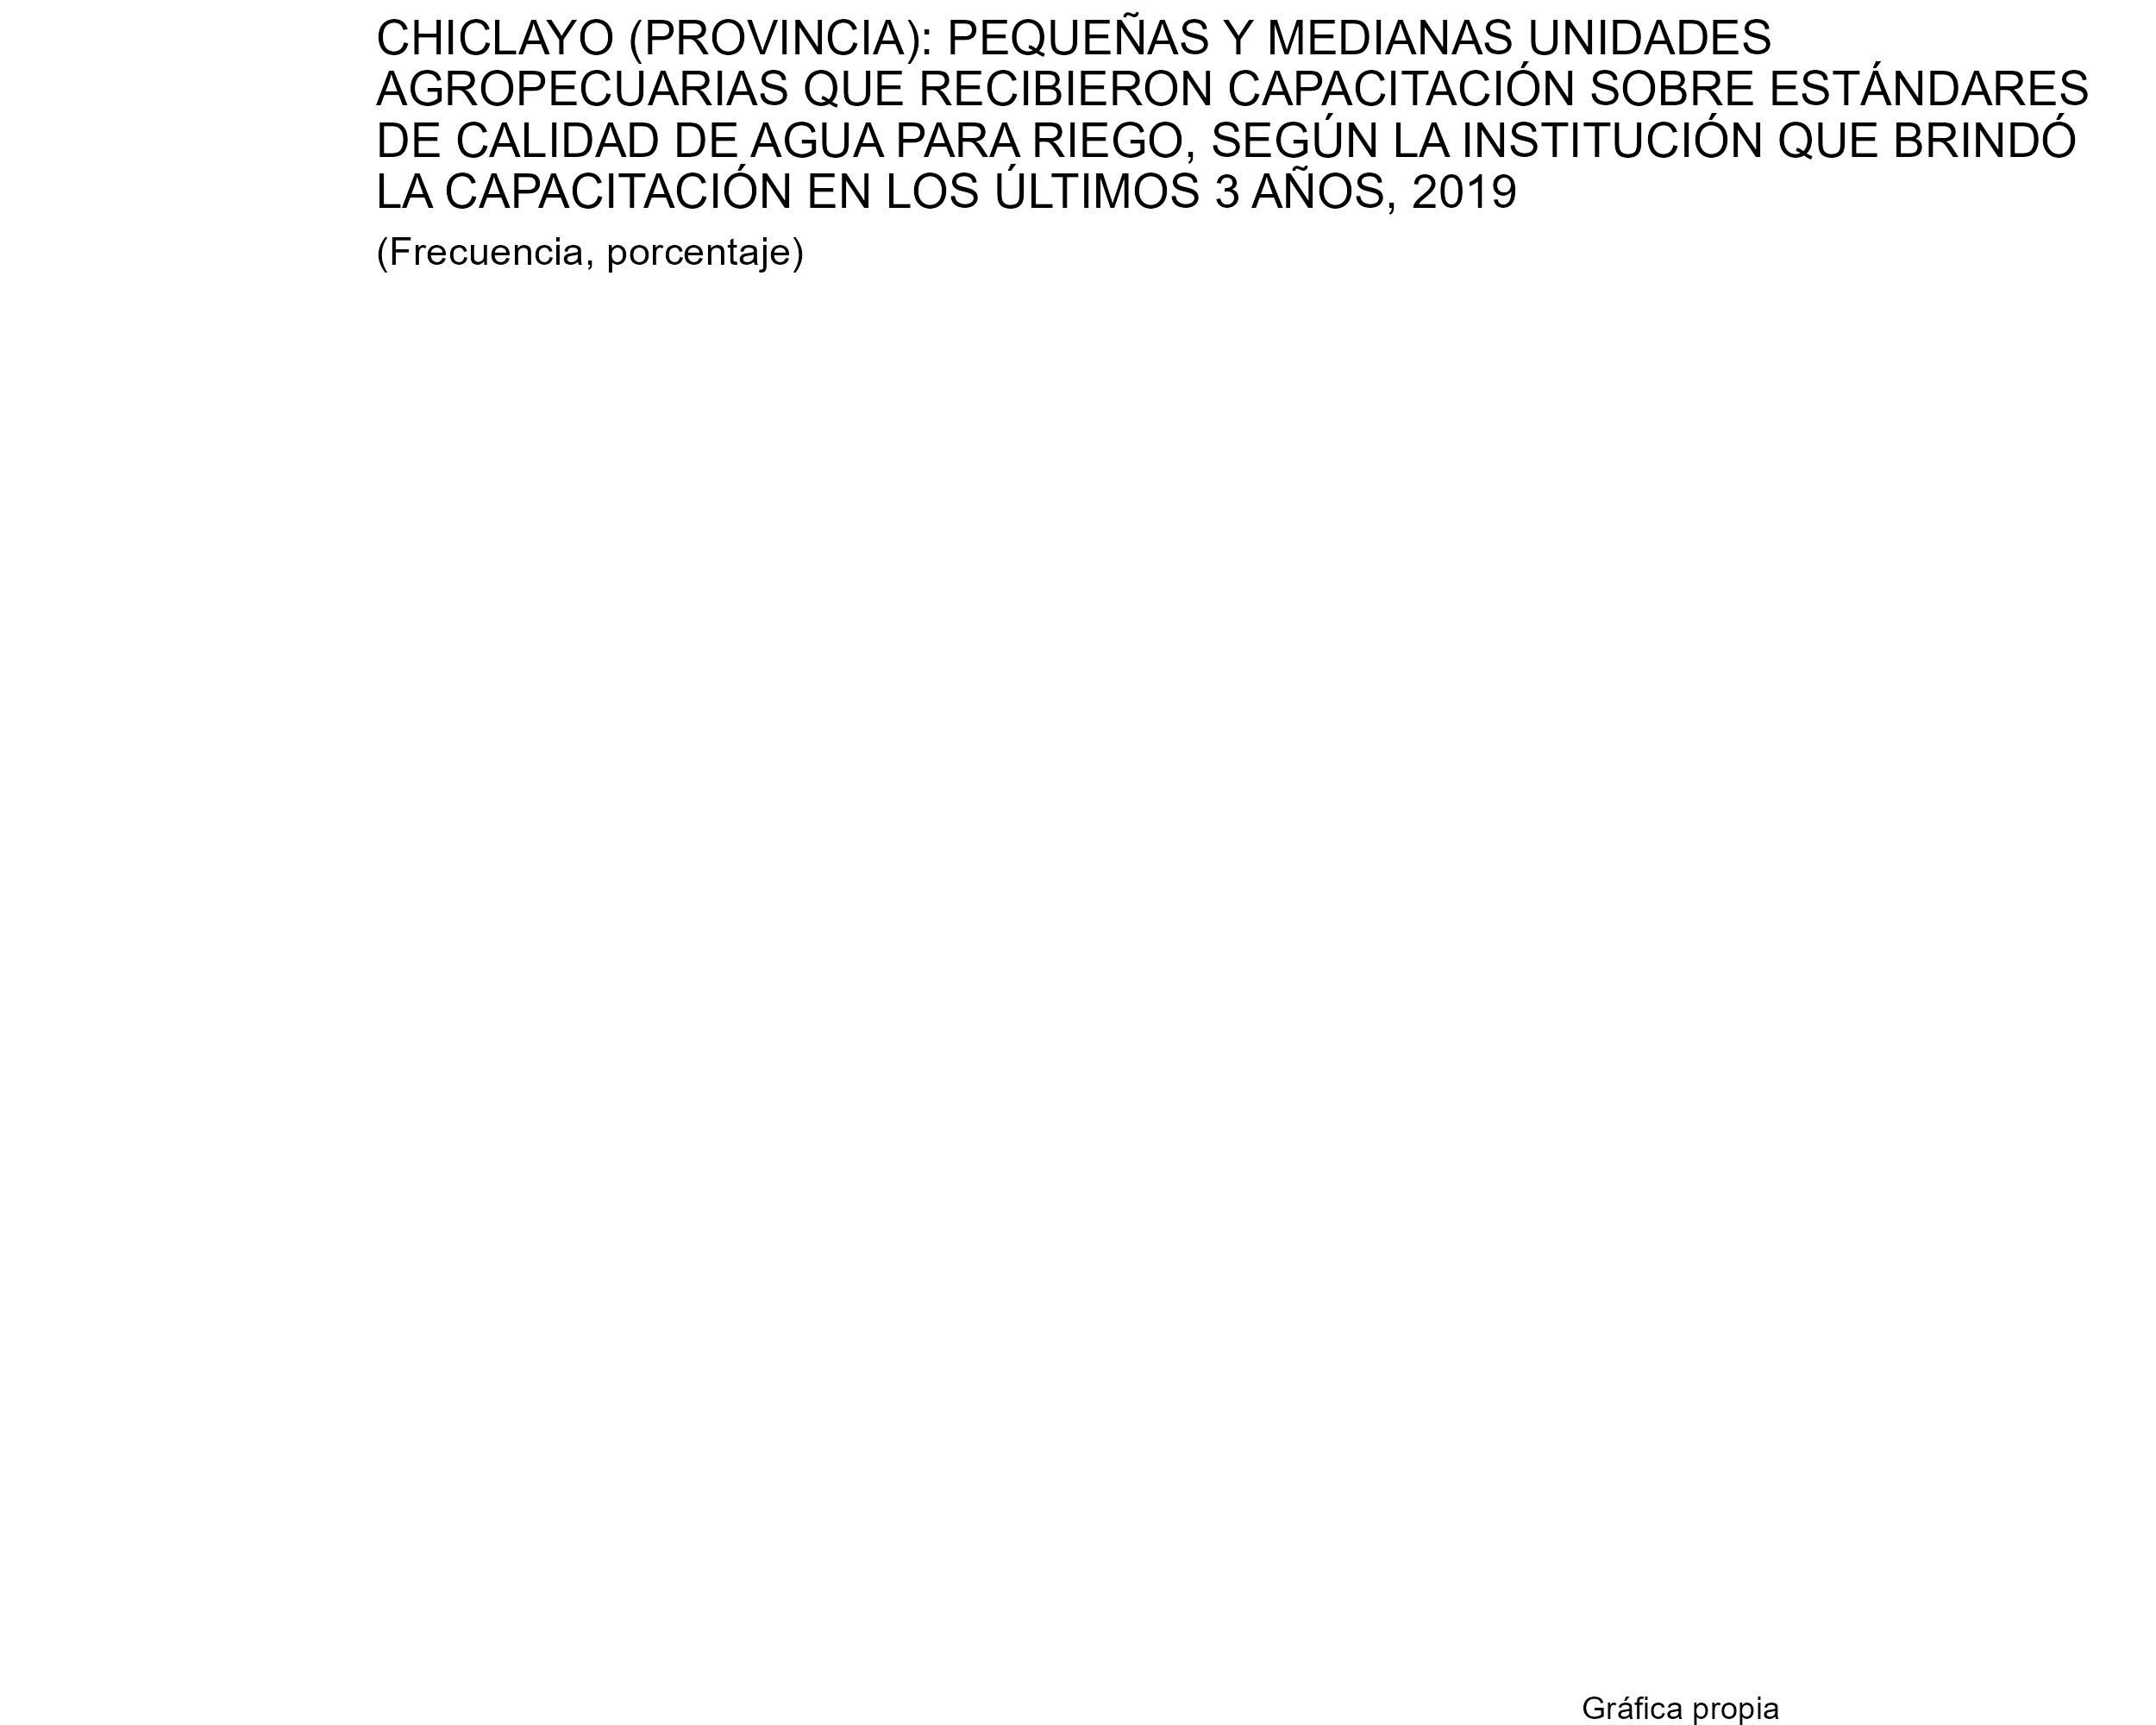 CHICLAYO (PROVINCIA): PEQUEÑAS Y MEDIANAS UNIDADES
AGROPECUARIAS QUE RECIBIERON CAPACITACIÓN SOBRE ESTÁNDARES
DE CALIDAD DE AGUA PARA RIEGO, SEGÚN LA INSTITUCIÓN QUE BRINDÓ
LA CAPACITACIÓN EN LOS ÚLTIMOS 3 AÑOS, 2019
(Frecuencia, porcentaje)
Gráfica propia